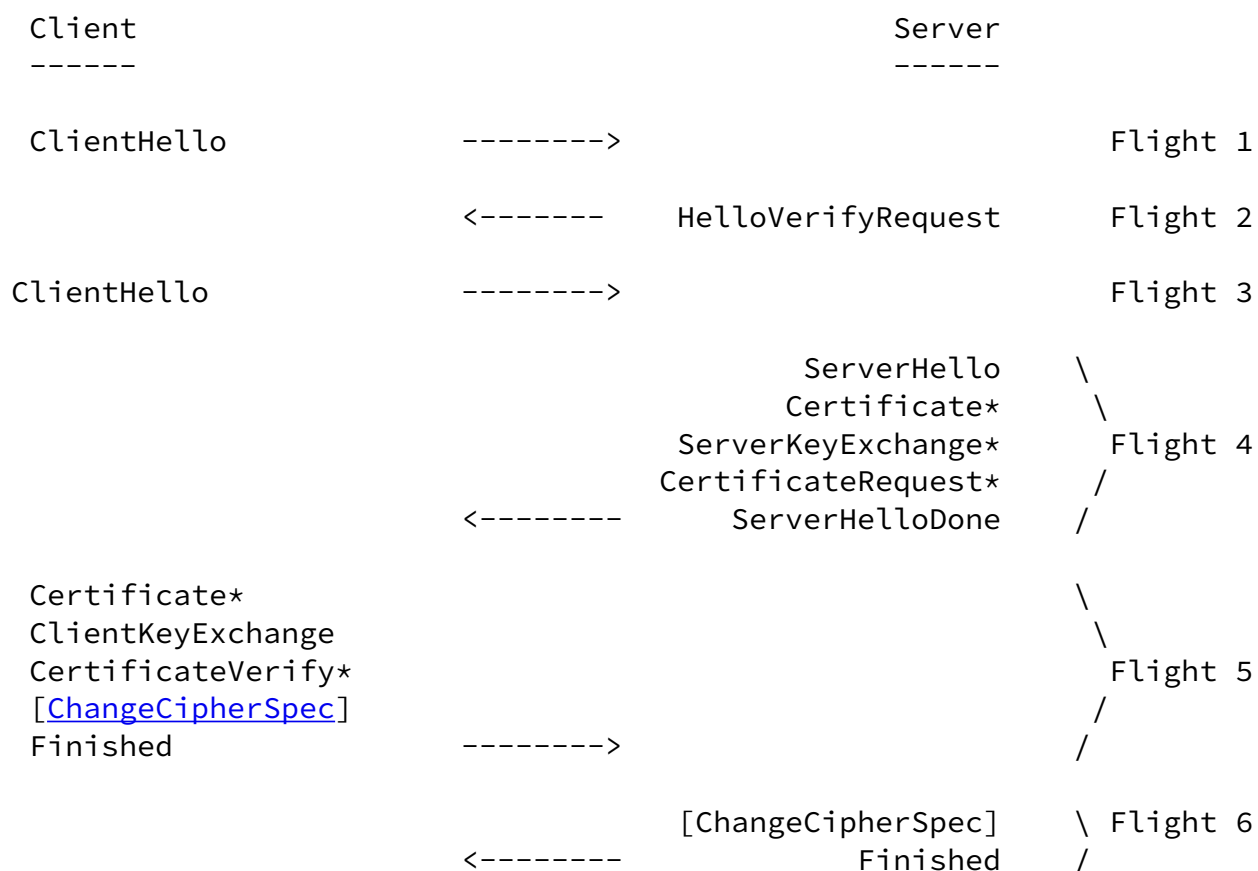 Client                                          Server
------                                          ------

ClientHello             -------->                           Flight 1

                        <-------    HelloVerifyRequest      Flight 2

ClientHello             -------->                           Flight 3

                                           ServerHello    \
                                          Certificate*     \
                                    ServerKeyExchange*      Flight 4
                                   CertificateRequest*     /
                        <--------      ServerHelloDone    /

Certificate*                                              \
ClientKeyExchange                                          \
CertificateVerify*                                          Flight 5
[ChangeCipherSpec]                                         /
Finished                -------->                         /

                                    [ChangeCipherSpec]    \ Flight 6
                        <--------             Finished    /